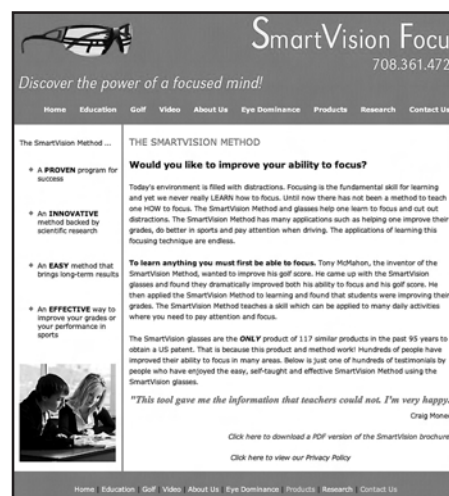 SmartVision Focu
708.361.472
Discover the power of a focused mind!
Home Education Golf Video About Us Eye Dominance Products Research Contact Us
The SmartVision Method ...
A PROVEN program for
success
An INNOVATIVE
method backed by
scientific research
An EASY method that
brings long-term results
An EFFECTIVE way to
improve your grades or
your performance in
sports
THE SMARTVISION METHOD
Would you like to improve your ability to focus?
Today's environment is filled with distractions. Focusing is the fundamental skill for learning
and yet we never really LEARN how to focus. Until now there has not been a method to teach
one HOW to focus. The SmartVision Method and glasses help one learn to focus and cut out
distractions. The SmartVision Method has many applications such as helping one improve their
grades, do better in sports and pay attention when driving. The applications of learning this
focusing technique are endless.
To learn anything you must first be able to focus. Tony McMahon, the inventor of the
SmartVision Method, wanted to improve his golf score. He came up with the SmartVision
glasses and found they dramatically improved both his ability to focus and his golf score. He
then applied the SmartVision Method to learning and found that students were improving their
grades. The SmartVision Method teaches a skill which can be applied to many daily activities
where you need to pay attention and focus.
The SmartVision glasses are the ONLY product of 117 similar products in the past 95 years to
obtain a US patent. That is because this product and method work! Hundreds of people have
improved their ability to focus in many areas. Below is just one of hundreds of testimonials by
people who have enjoyed the easy, self-taught and effective SmartVision Method using the
SmartVision glasses.
"This tool gave me the information that teachers could not. I'm very happy.
Craig Mone
Click here to download a PDF version of the SmartVision brochure
Click here to view our Privacy Policy
Home | Education | Golf | Video | About Us | Eye Dominance | Products | Research | Contact Us